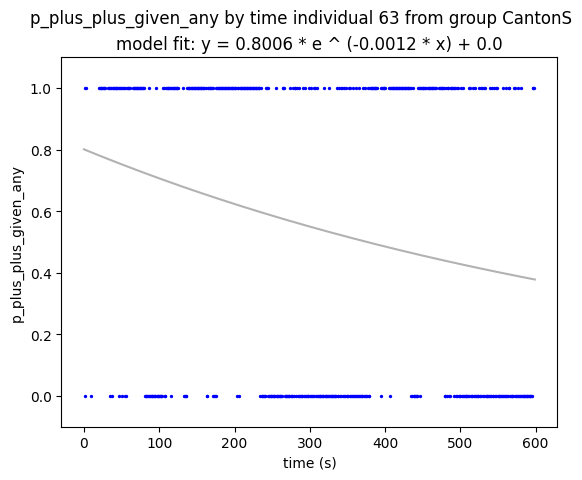 p_plus_plus_given_any by time individual 63 from group CantonS
model fit: y = 0.8006 * e ^ (-0.0012 * x) + 0.0
p_plus_plus_given_any
1.0
0.8
0.6
0.4
0.2
0.0
0 100 200 300 400 500 600
time (s)